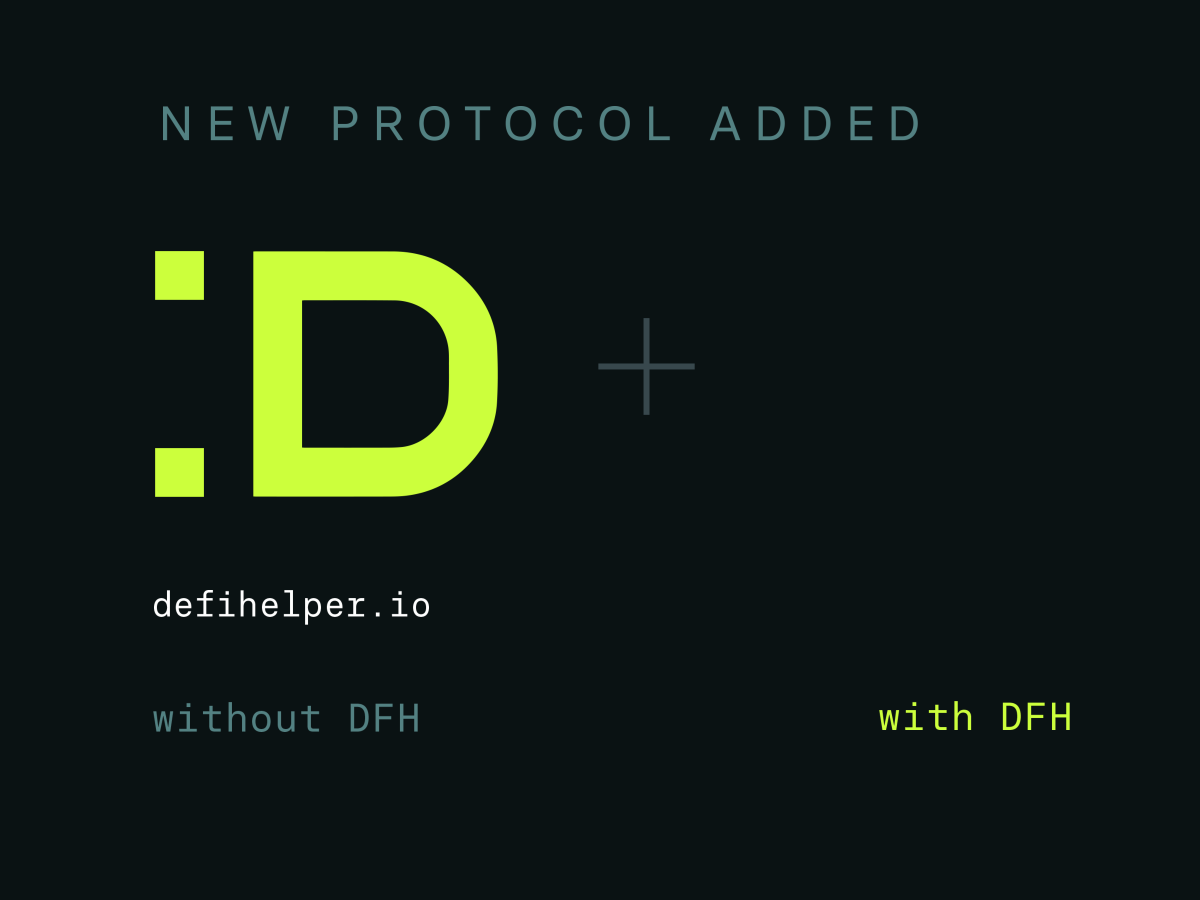 NEW PROTOCOL ADDED
:D
+
defihelper.io
without DFH
with DFH